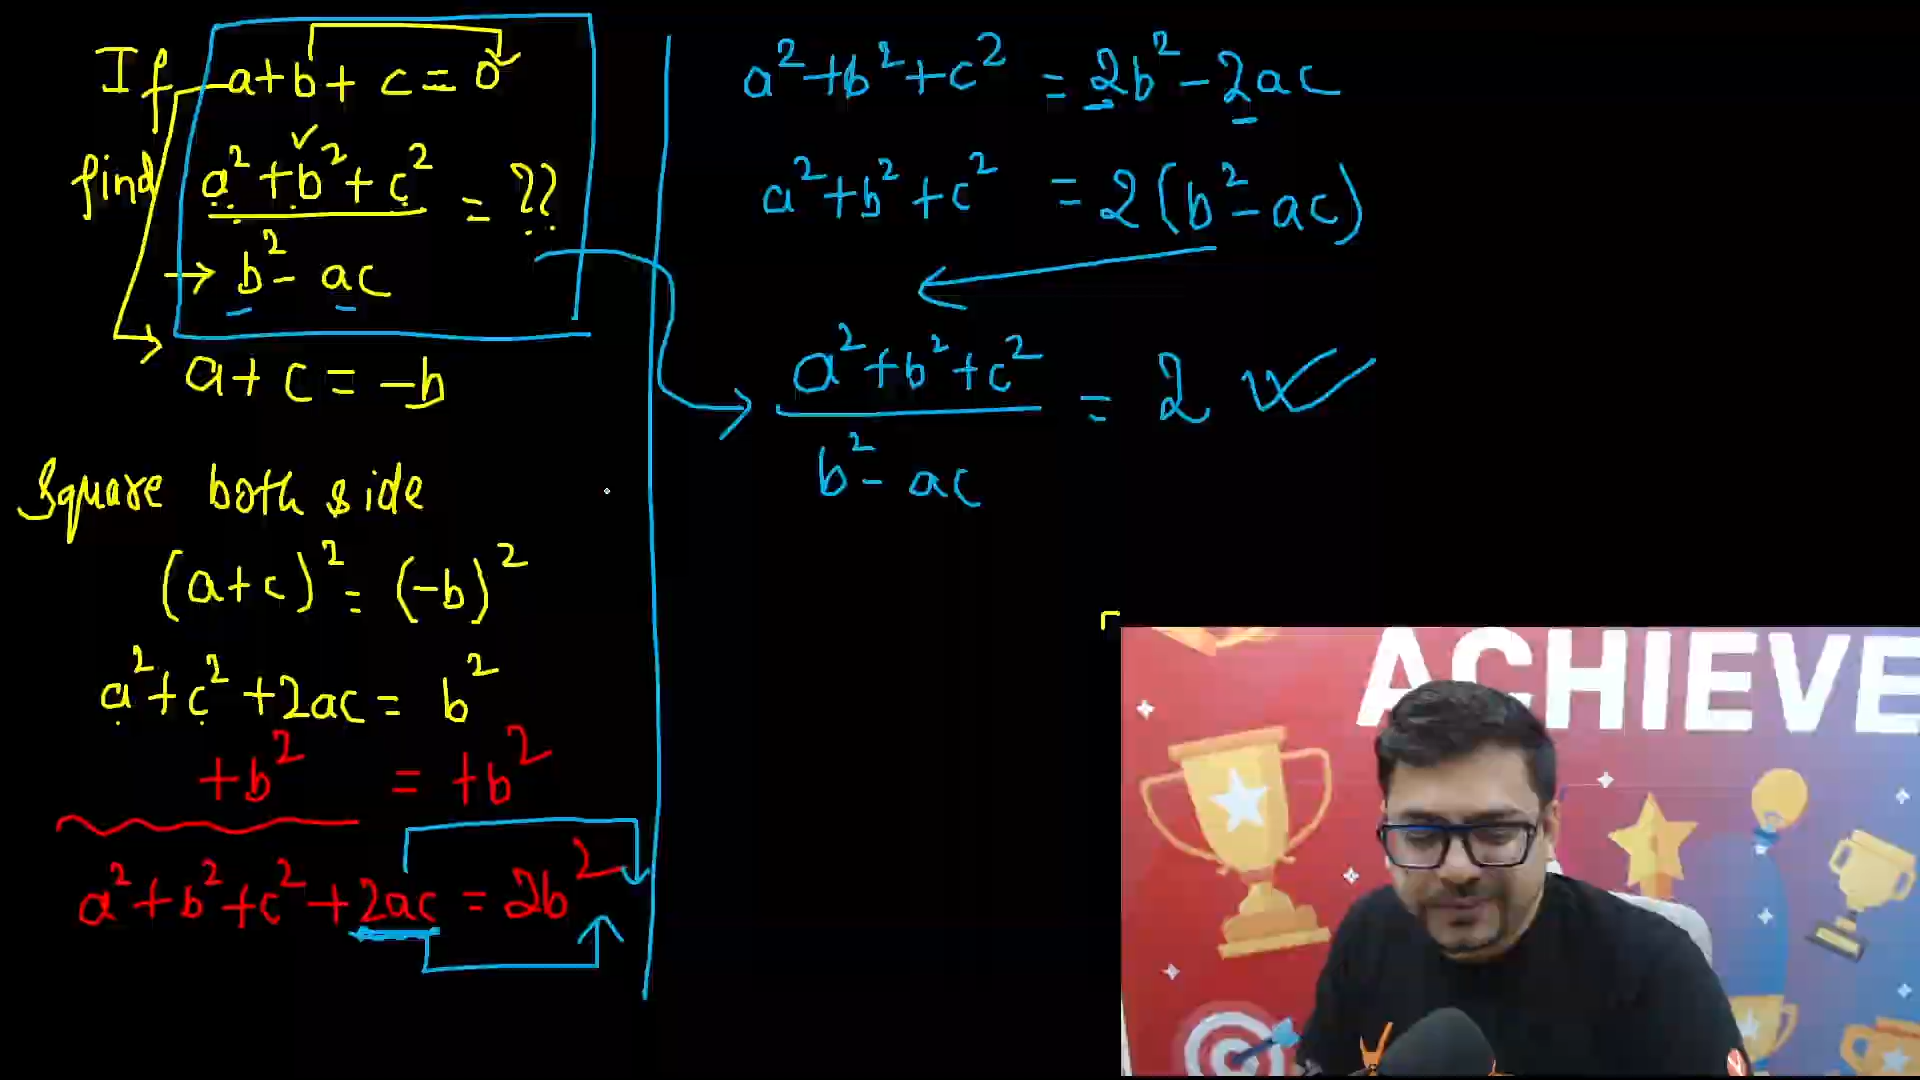 If a+b+c=0
find a²+b²+c² / b²-ac = ??
a+c=-b
Square both side
(a+c)² = (-b)²
a²+c²+2ac = b²
+b² = +b²
a²+b²+c²+2ac = 2b²
a²+b²+c² = 2b²-2ac
a²+b²+c² = 2(b²-ac)
a²+b²+c² / b²-ac = 2
ACHIEVE